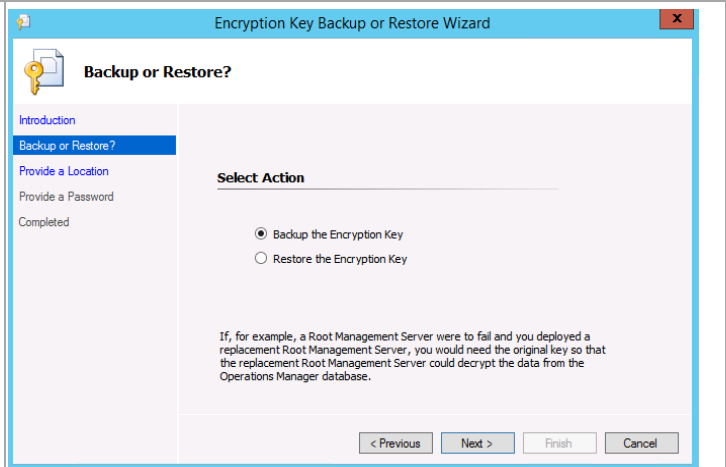 Encryption Key Backup or Restore Wizard
x
Backup or Restore?
Introduction
Backup or Restore?
Provide a Location
Provide a Password
Completed
Select Action
Backup the Encryption Key
Restore the Encryption Key
If, for example, a Root Management Server were to fail and you deployed a
replacement Root Management Server, you would need the original key so that
the replacement Root Management Server could decrypt the data from the
Operations Manager database.
< Previous Next > Finish Cancel